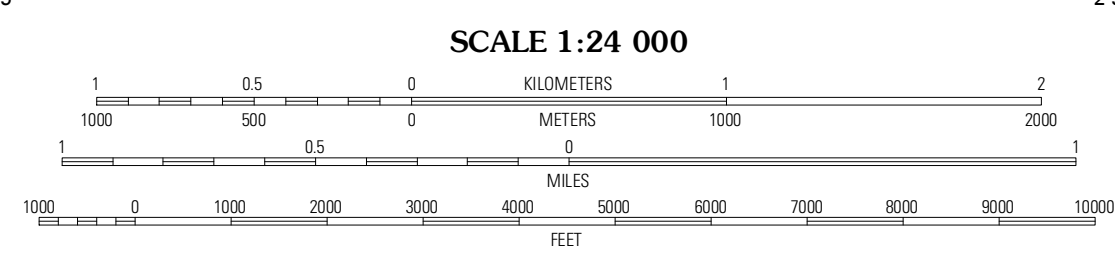 SCALE 1:24 000
1 0.5 0 KILOMETERS 1 2
1000 500 0 METERS 1000 2000
1 0.5 0 1
MILES
1000 0 1000 2000 3000 4000 5000 6000 7000 8000 9000 10000
FEET